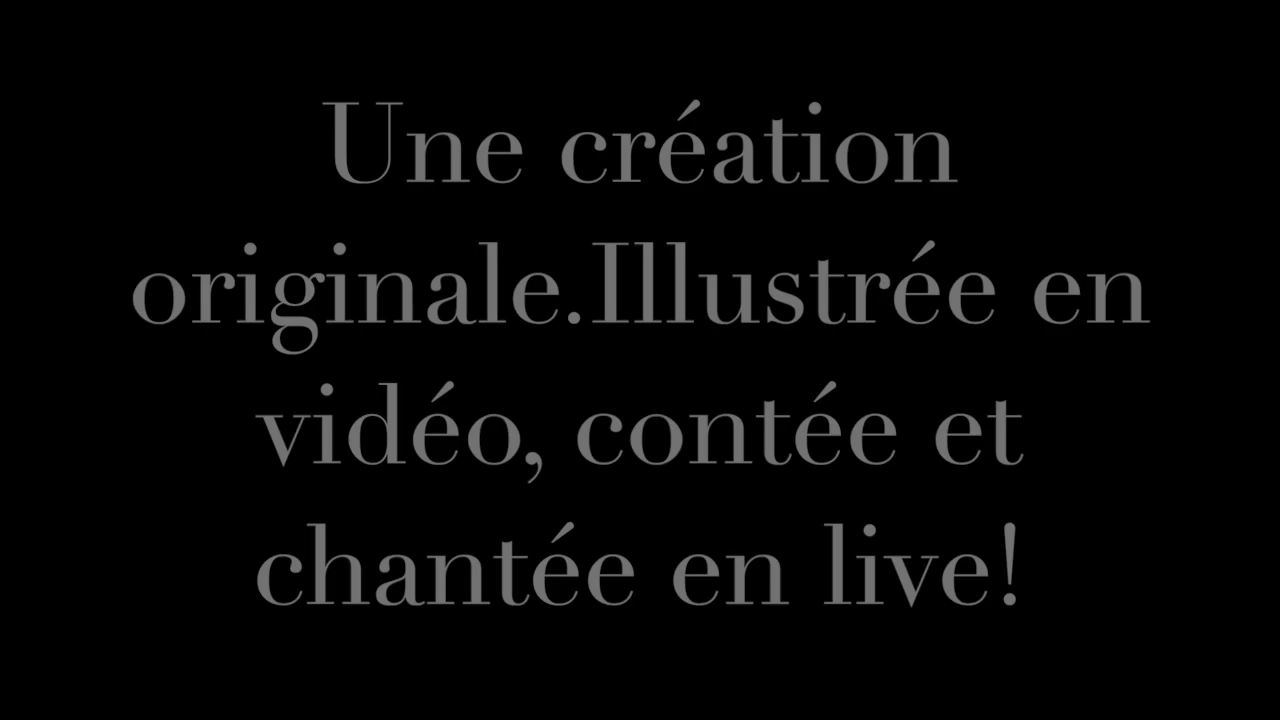 Une création
originale.Illustrée en
vidéo, contée et
chantée en live!